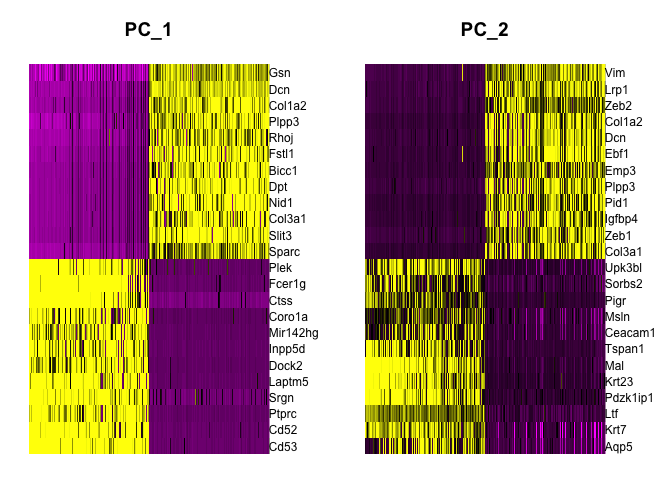 PC_1
Gsn
Dcn
Col1a2
Plpp3
Rhoj
Fstl1
Bicc1
Dpt
Nid1
Col3a1
Slit3
Sparc
Plek
Fcer1g
Ctss
Coro1a
Mir142hg
Inpp5d
Dock2
Laptm5
Srgn
Ptprc
Cd52
Cd53
PC_2
Vim
Lrp1
Zeb2
Col1a2
Dcn
Ebf1
Emp3
Plpp3
Pid1
Igfbp4
Zeb1
Col3a1
Upk3bl
Sorbs2
Pigr
Msln
Ceacam1
Tspan1
Mal
Krt23
Pdzk1ip1
Ltf
Krt7
Aqp5